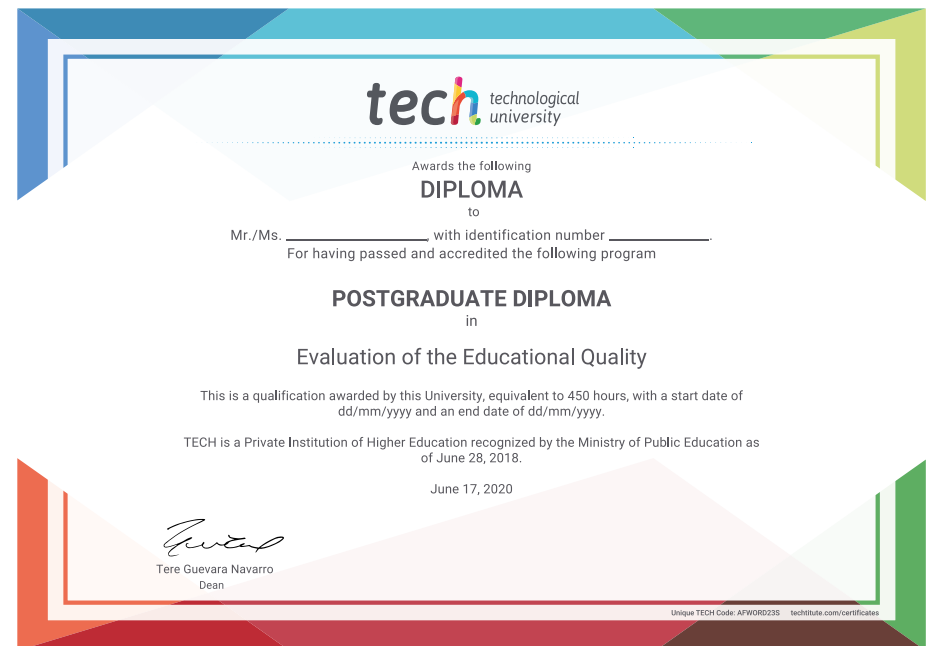 tech technological
university
Awards the following
DIPLOMA
to
Mr./Ms. ____________________, with identification number ______________.
For having passed and accredited the following program
POSTGRADUATE DIPLOMA
in
Evaluation of the Educational Quality
This is a qualification awarded by this University, equivalent to 450 hours, with a start date of
dd/mm/yyyy and an end date of dd/mm/yyyy.
TECH is a Private Institution of Higher Education recognized by the Ministry of Public Education as
of June 28, 2018.
June 17, 2020
Tere Guevara Navarro
Dean
Unique TECH Code: AFWORD23S techtitute.com/certificates